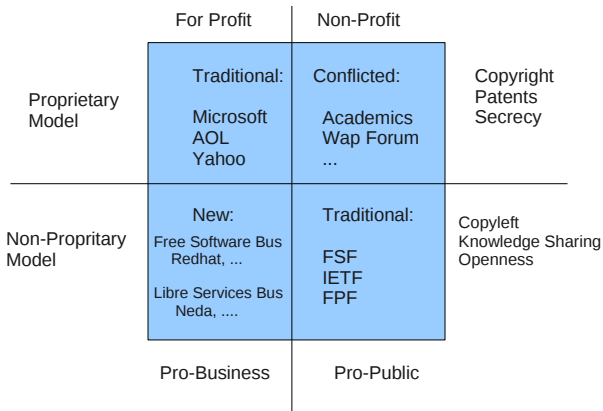 For Profit
Non-Profit
Traditional:
Conflicted:
Proprietary
Model
Microsoft
AOL
Yahoo
Academics
Wap Forum
...
Copyright
Patents
Secrecy
New:
Traditional:
Non-Propritary
Model
Free Software Bus
Redhat, ...
Libre Services Bus
Neda, ....
FSF
IETF
FPF
Copyleft
Knowledge Sharing
Openness
Pro-Business
Pro-Public